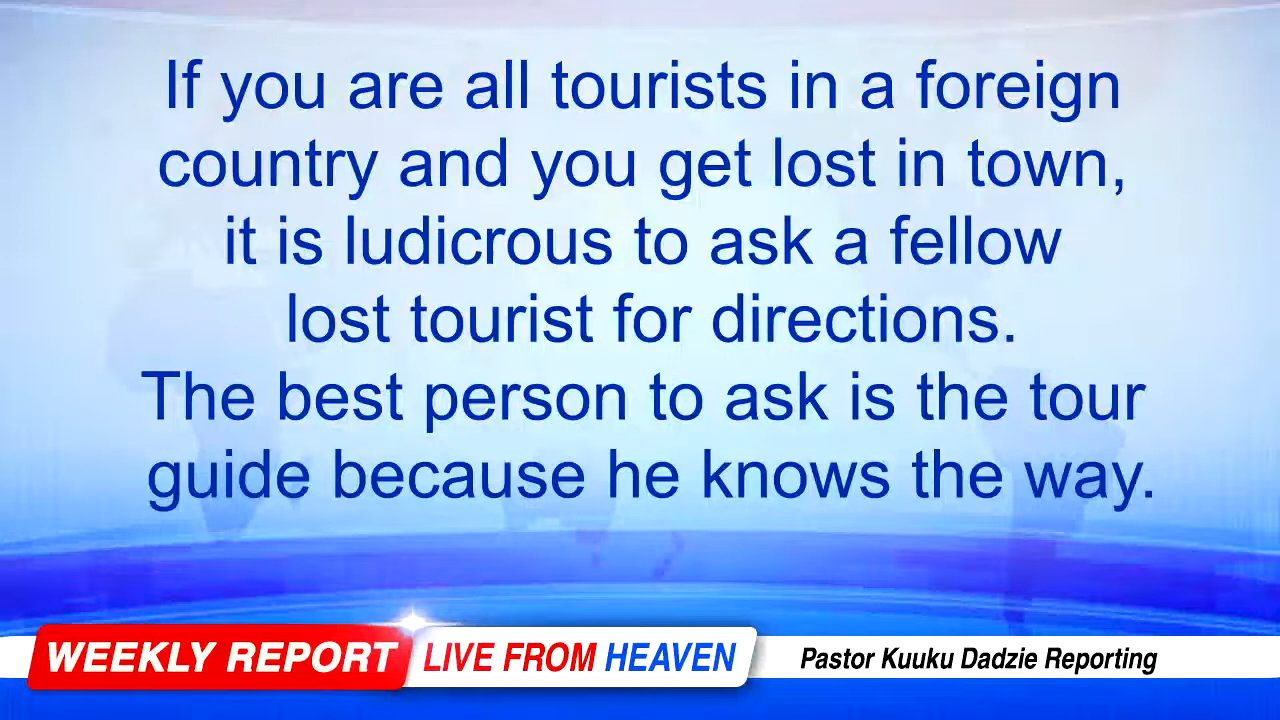 If you are all tourists in a foreign
country and you get lost in town,
it is ludicrous to ask a fellow
lost tourist for directions.
The best person to ask is the tour
guide because he knows the way.
WEEKLY REPORT LIVE FROM HEAVEN Pastor Kuuku Dadzie Reporting